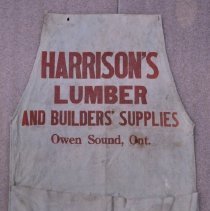 HARRISON'S
LUMBER
AND BUILDERS' SUPPLIES
Owen Sound, Ont.